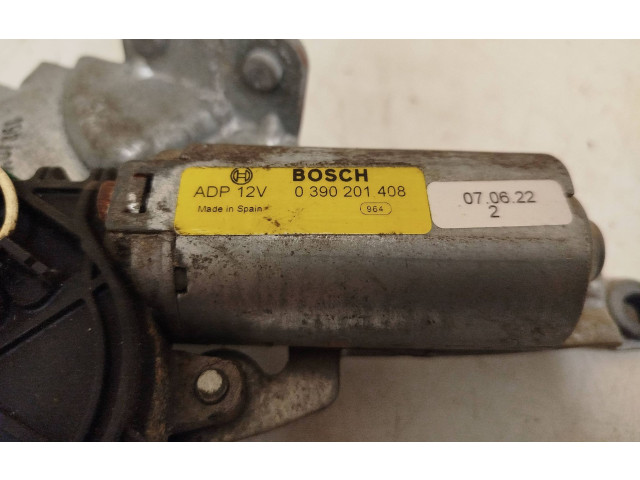 BOSCH
ADP 12V 0 390 201 408
Made in Spain
964
07.06.22
2